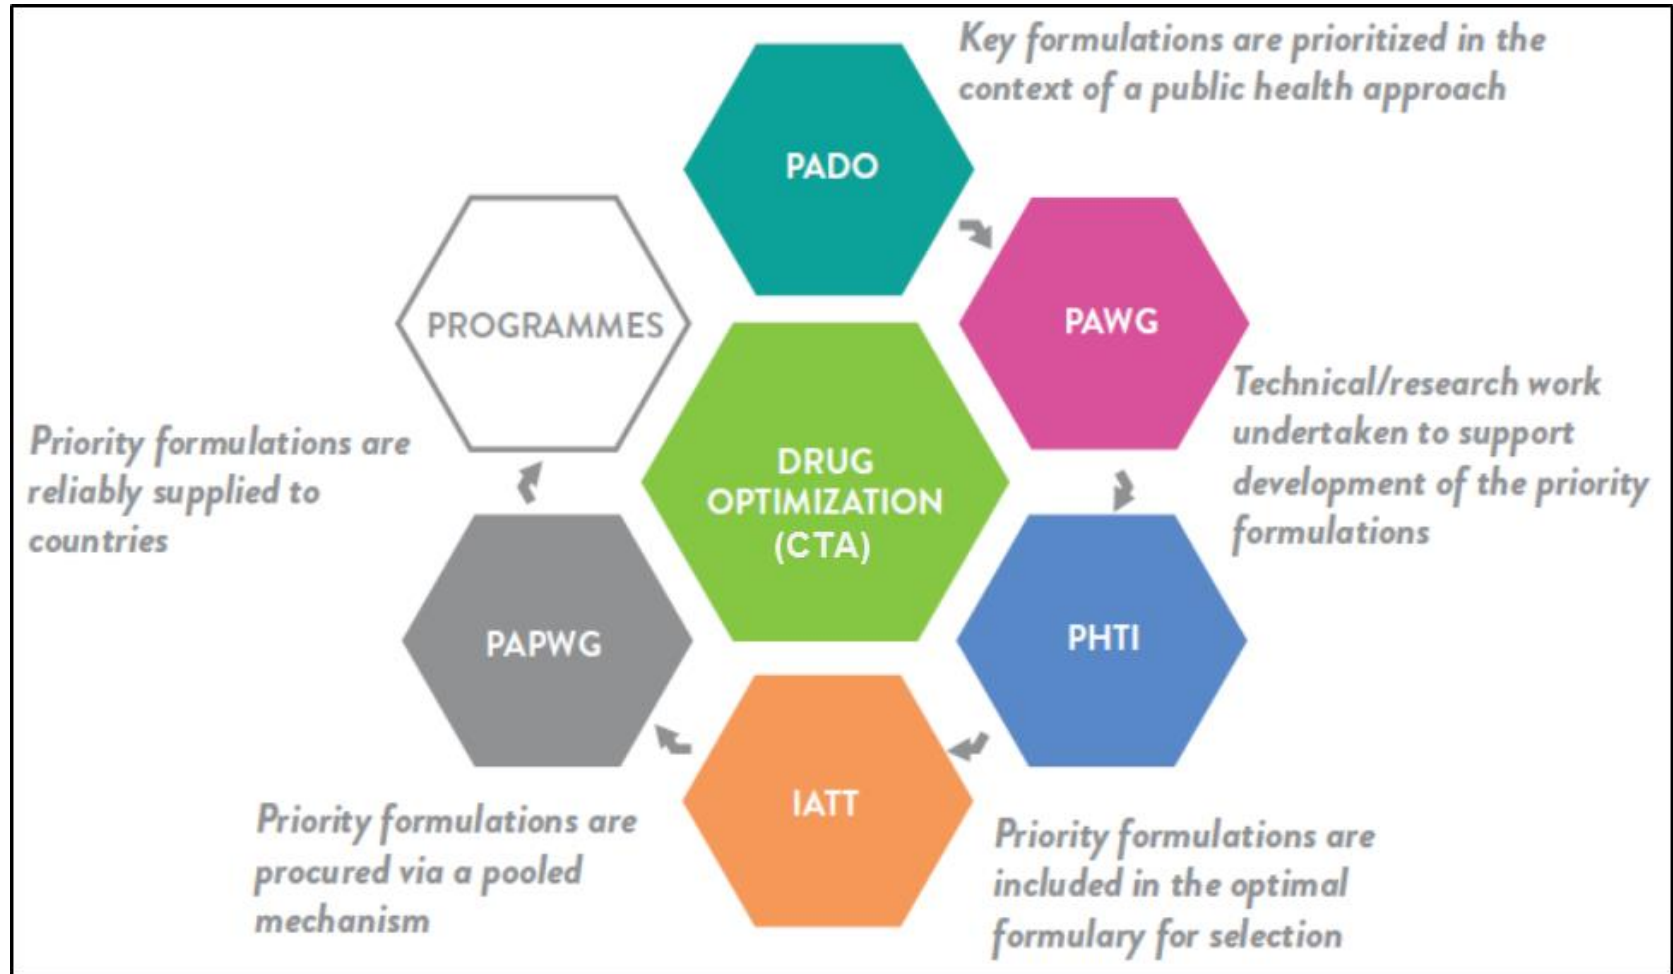 Key formulations are prioritized in the
context of a public health approach
PADO
PROGRAMMES
PAWG
Technical/research work
undertaken to support
development of the priority
formulations
Priority formulations are
reliably supplied to
countries
DRUG
OPTIMIZATION
(CTA)
PAPWG
PHTI
IATT
Priority formulations are
procured via a pooled
mechanism
Priority formulations are
included in the optimal
formulary for selection